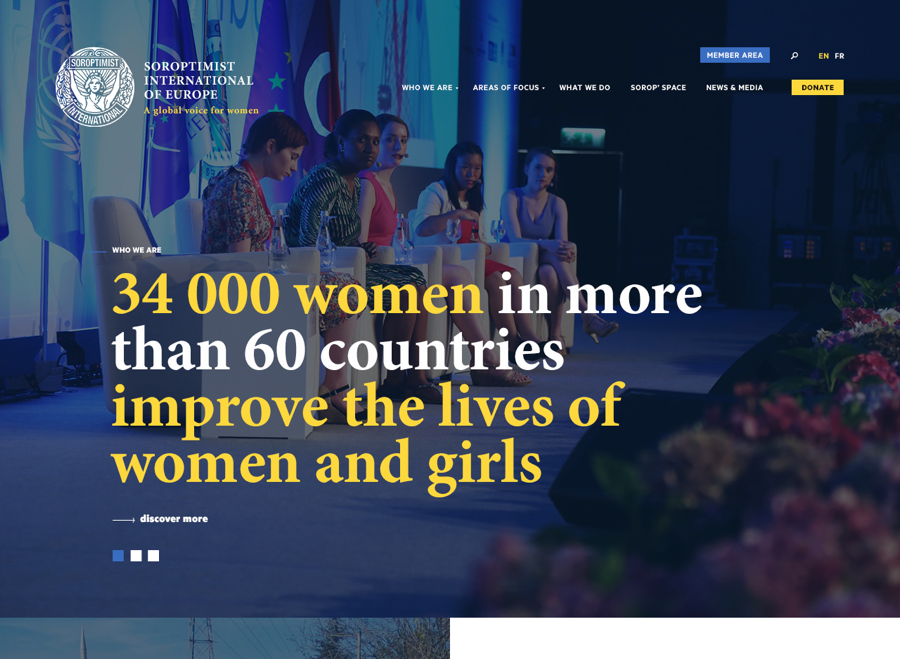 MEMBER AREA
EN FR
SOROPTIMIST
INTERNATIONAL
SOROPTIMIST
INTERNATIONAL
OF EUROPE
A global voice for women
WHO WE ARE
AREAS OF FOCUS
WHAT WE DO
SOROP' SPACE
NEWS & MEDIA
DONATE
WHO WE ARE
34 000 women in more
than 60 countries
improve the lives of
women and girls
discover more